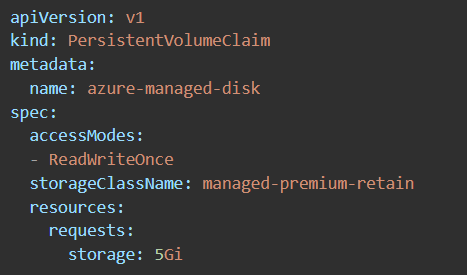 apiVersion: v1
kind: PersistentVolumeClaim
metadata:
  name: azure-managed-disk
spec:
  accessModes:
  - ReadWriteOnce
  storageClassName: managed-premium-retain
  resources:
    requests:
      storage: 5Gi